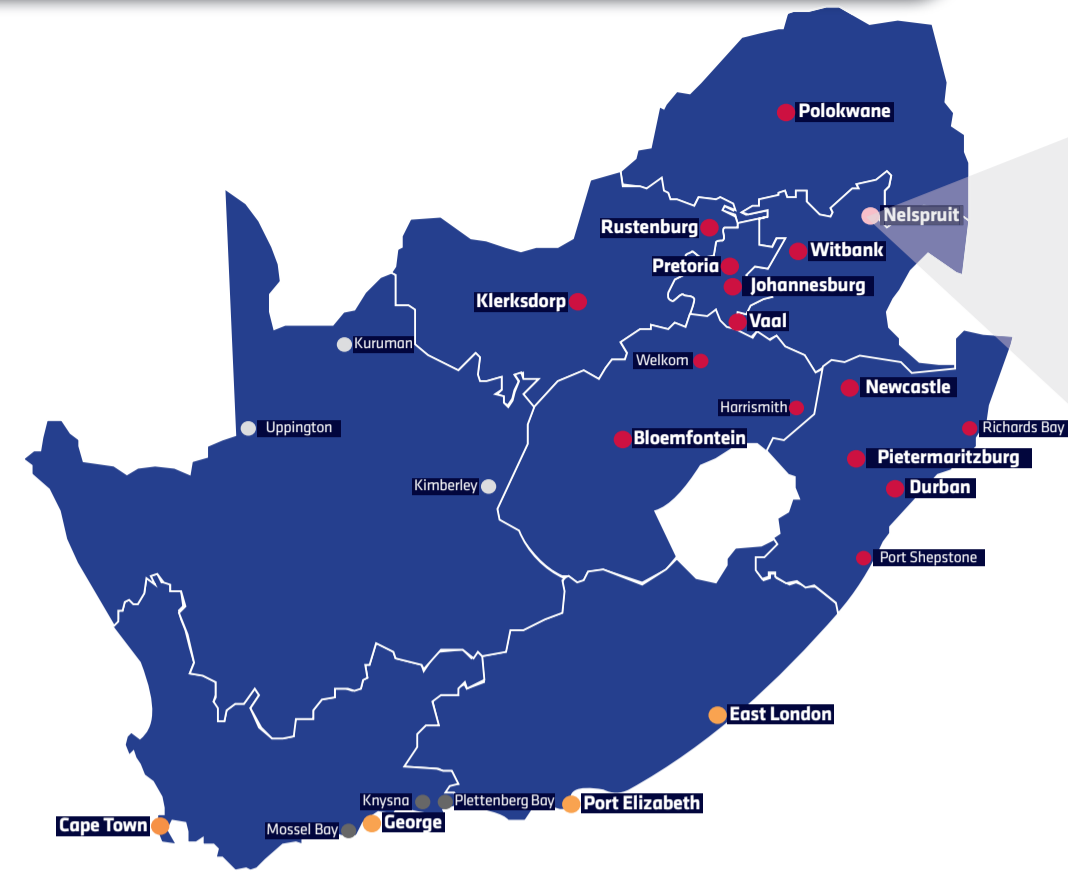 Polokwane
Nelspruit
Rustenburg
Witbank
Pretoria
Johannesburg
Klerksdorp
Vaal
Kuruman
Welkom
Newcastle
Harrismith
Uppington
Richards Bay
Bloemfontein
Pietermaritzburg
Kimberley
Durban
Port Shepstone
East London
Knysna
Plettenberg Bay
Port Elizabeth
Cape Town
Mossel Bay
George